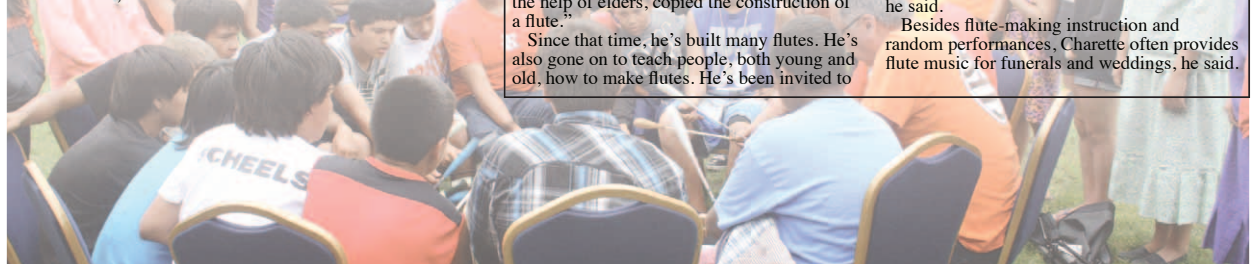 the help of elders, copied the construction of
a flute.”
Since that time, he’s built many flutes. He’s
also gone on to teach people, both young and
old, how to make flutes. He’s been invited to
he said.
Besides flute-making instruction and
random performances, Charette often provides
flute music for funerals and weddings, he said.
SCHEELS